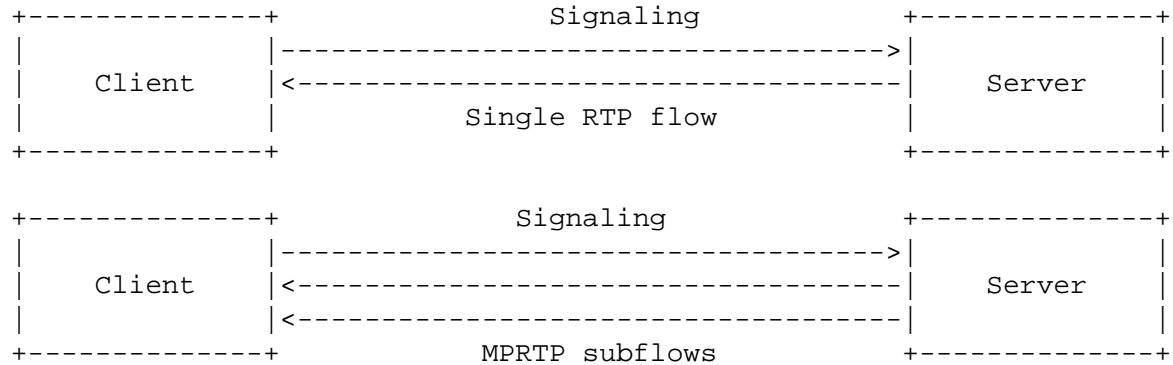 Signaling
Client Server
Single RTP flow
Signaling
Client Server
MPRTP subflows